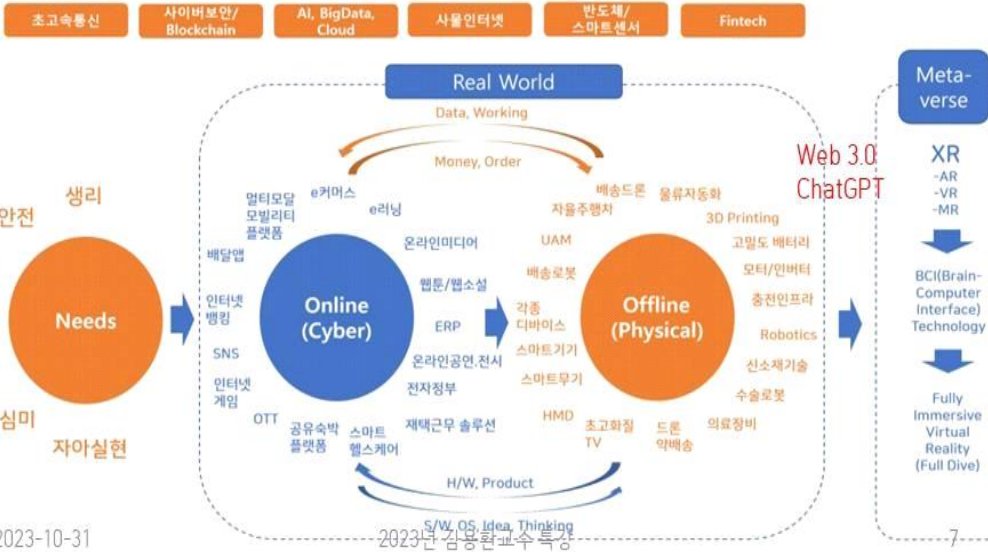 초고속통신
사이버보안/
Blockchain
AI, BigData,
Cloud
사물인터넷
반도체/
스마트센서
Fintech
Real World
Data, Working
Money, Order
Meta-
verse
Web 3.0
ChatGPT
XR
-AR
-VR
-MR
BCI(Brain-
Computer
Interface)
Technology
Fully
Immersive
Virtual
Reality
(Full Dive)
생리
안전
Needs
심미
자아실현
멀티모달
모빌리티
플랫폼
e커머스
e러닝
배달앱
온라인미디어
인터넷
뱅킹
웹툰/웹소설
Online
(Cyber)
ERP
SNS
온라인공연.전시
인터넷
게임
전자정부
OTT
공유숙박
플랫폼
스마트
헬스케어
재택근무 솔루션
배송드론
물류자동화
자율주행차
3D Printing
UAM
고밀도 배터리
배송로봇
모터/인버터
각종
디바이스
충전인프라
Offline
(Physical)
Robotics
스마트기기
신소재기술
스마트무기
수술로봇
HMD
초고화질
TV
드론
약배송
의료장비
H/W, Product
S/W, OS, Idea, Thinking
2023-10-31
2023년 김용환교수 특강
7